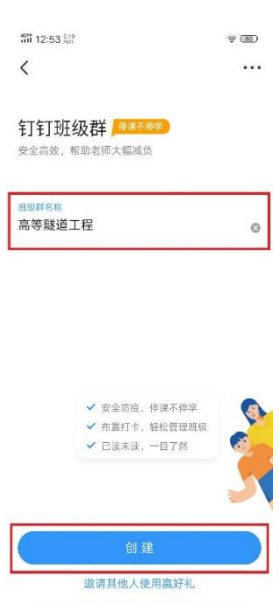 12:53
钉钉班级群 停课不停学
安全高效，帮助老师大幅减负
班级群名称
高等隧道工程
安全防疫，停课不停学
布置打卡，轻松管理班级
已读未读，一目了然
创建
邀请其他人使用赢好礼